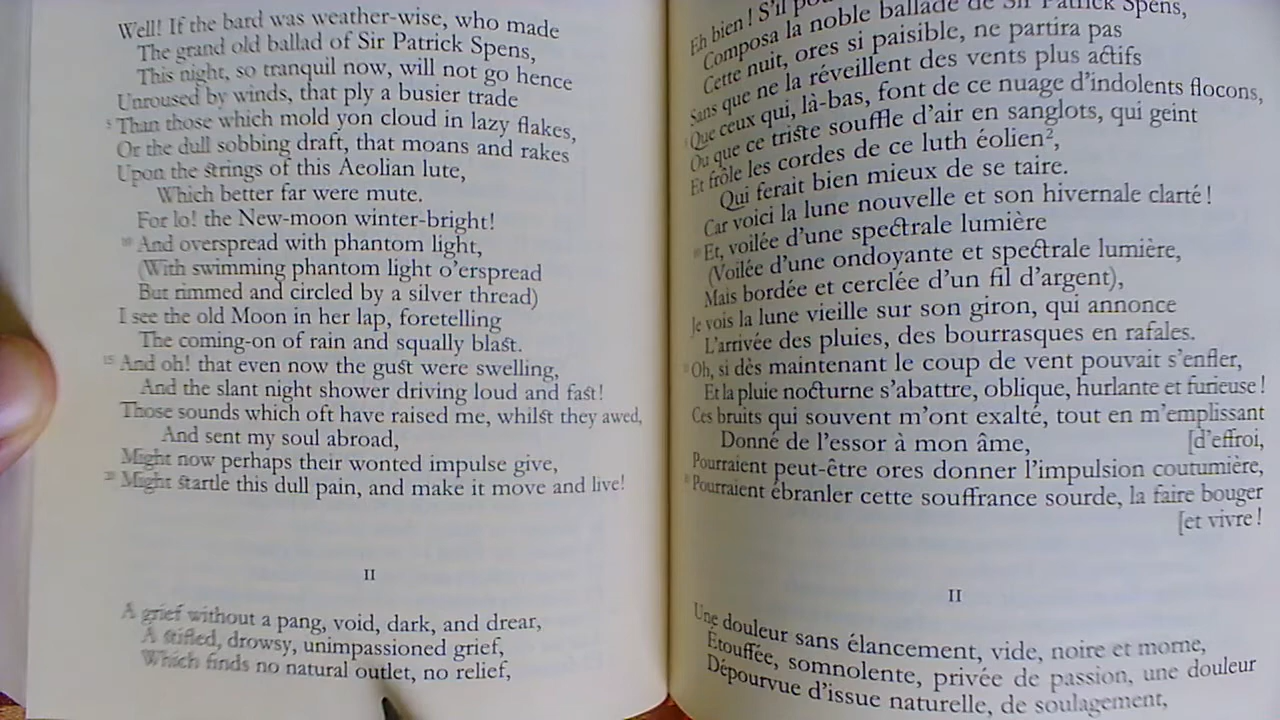 Well! If the bard was weather-wise, who made
The grand old ballad of Sir Patrick Spens,
This night, so tranquil now, will not go hence
Unroused by winds, that ply a busier trade
5 Than those which mold yon cloud in lazy flakes,
Or the dull sobbing draft, that moans and rakes
Upon the strings of this Aeolian lute,
Which better far were mute.
For lo! the New-moon winter-bright!
10 And overspread with phantom light,
(With swimming phantom light o'erspread
But rimmed and circled by a silver thread)
I see the old Moon in her lap, foretelling
The coming-on of rain and squally blast.
15 And oh! that even now the gust were swelling,
And the slant night shower driving loud and fast!
Those sounds which oft have raised me, whilst they awed,
And sent my soul abroad,
Might now perhaps their wonted impulse give,
20 Might startle this dull pain, and make it move and live!
II
A grief without a pang, void, dark, and drear,
A stifled, drowsy, unimpassioned grief,
Which finds no natural outlet, no relief,
Eh bien ! S'il
Composa la noble ballade de Sir Patrick Spens,
Cette nuit, ores si paisible, ne partira pas
Sans que ne la réveillent des vents plus actifs
Que ceux qui, là-bas, font de ce nuage d'indolents flocons,
Ou que ce triste souffle d'air en sanglots, qui geint
Et frôle les cordes de ce luth éolien²,
Qui ferait bien mieux de se taire.
Car voici la lune nouvelle et son hivernale clarté !
Et, voilée d'une spectrale lumière
(Voilée d'une ondoyante et spectrale lumière,
Mais bordée et cerclée d'un fil d'argent),
Je vois la lune vieille sur son giron, qui annonce
L'arrivée des pluies, des bourrasques en rafales.
Oh, si dès maintenant le coup de vent pouvait s'enfler,
Et la pluie nocturne s'abattre, oblique, hurlante et furieuse !
Ces bruits qui souvent m'ont exalté, tout en m'emplissant
Donné de l'essor à mon âme, [d'effroi,
Pourraient peut-être ores donner l'impulsion coutumière,
Pourraient ébranler cette souffrance sourde, la faire bouger
[et vivre !
II
Une douleur sans élancement, vide, noire et morne,
Étouffée, somnolente, privée de passion, une douleur
Dépourvue d'issue naturelle, de soulagement,